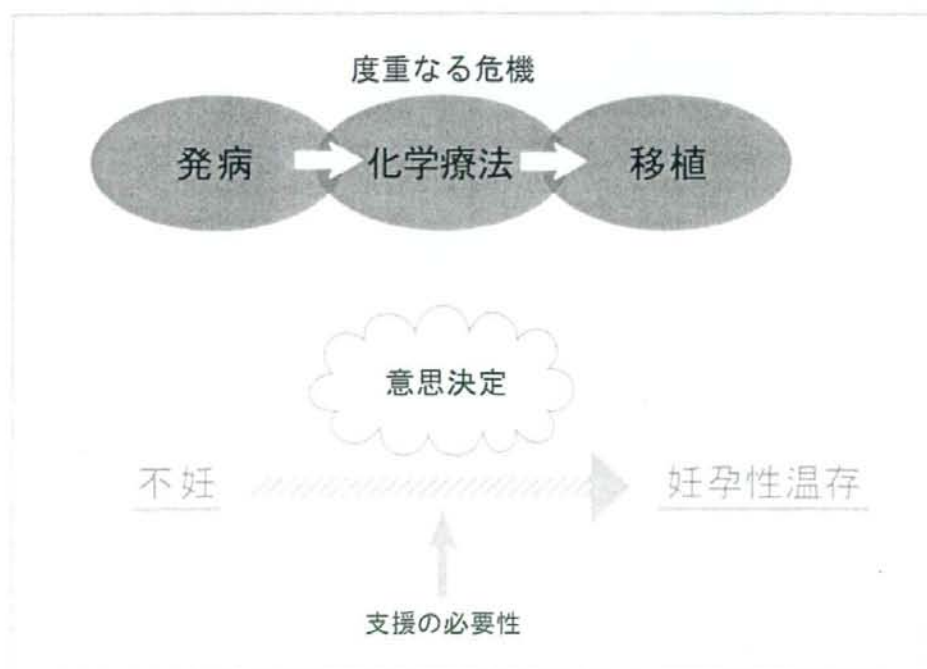 度重なる危機
発病 化学療法 移植
意思決定
不妊 妊孕性温存
支援の必要性